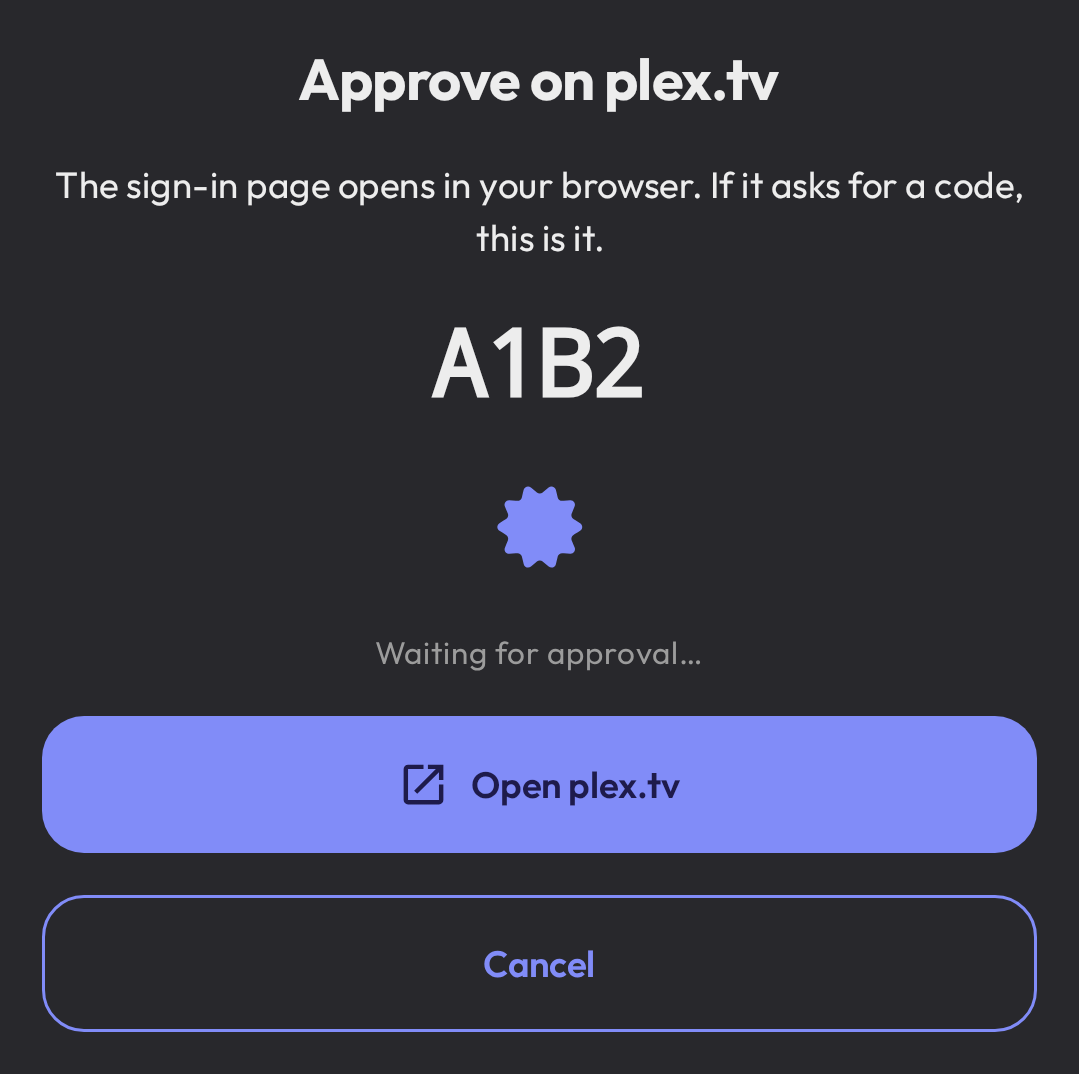 Approve on plex.tv
The sign-in page opens in your browser. If it asks for a code,
this is it.
A1B2
Waiting for approval…
Open plex.tv
Cancel